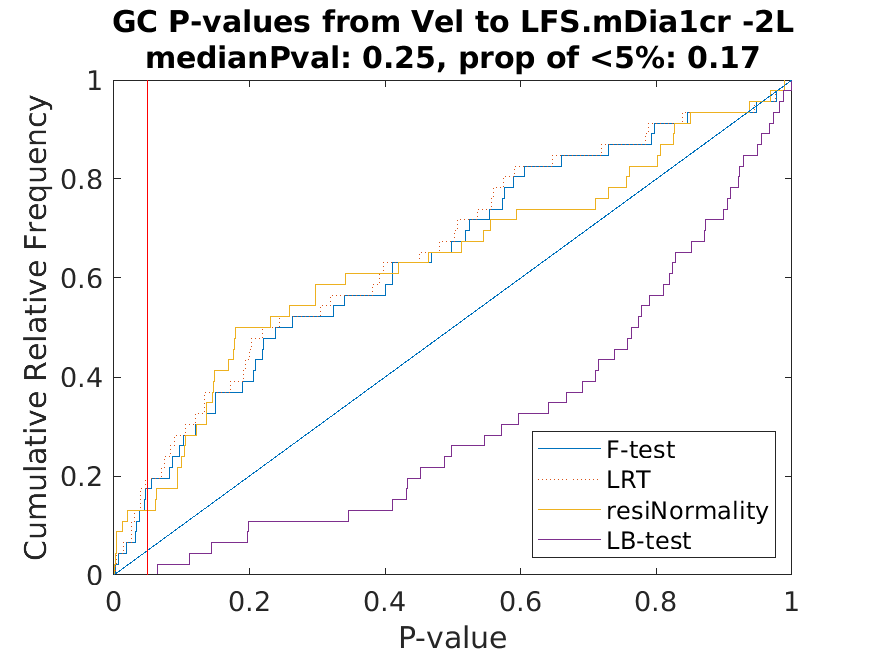 GC P-values from Vel to LFS.mDia1cr -2L
medianPval: 0.25, prop of <5%: 0.17
Cumulative Relative Frequency
1
0.8
0.6
0.4
0.2
0
0
0.2
0.4
0.6
0.8
1
P-value
F-test
LRT
resiNormality
LB-test